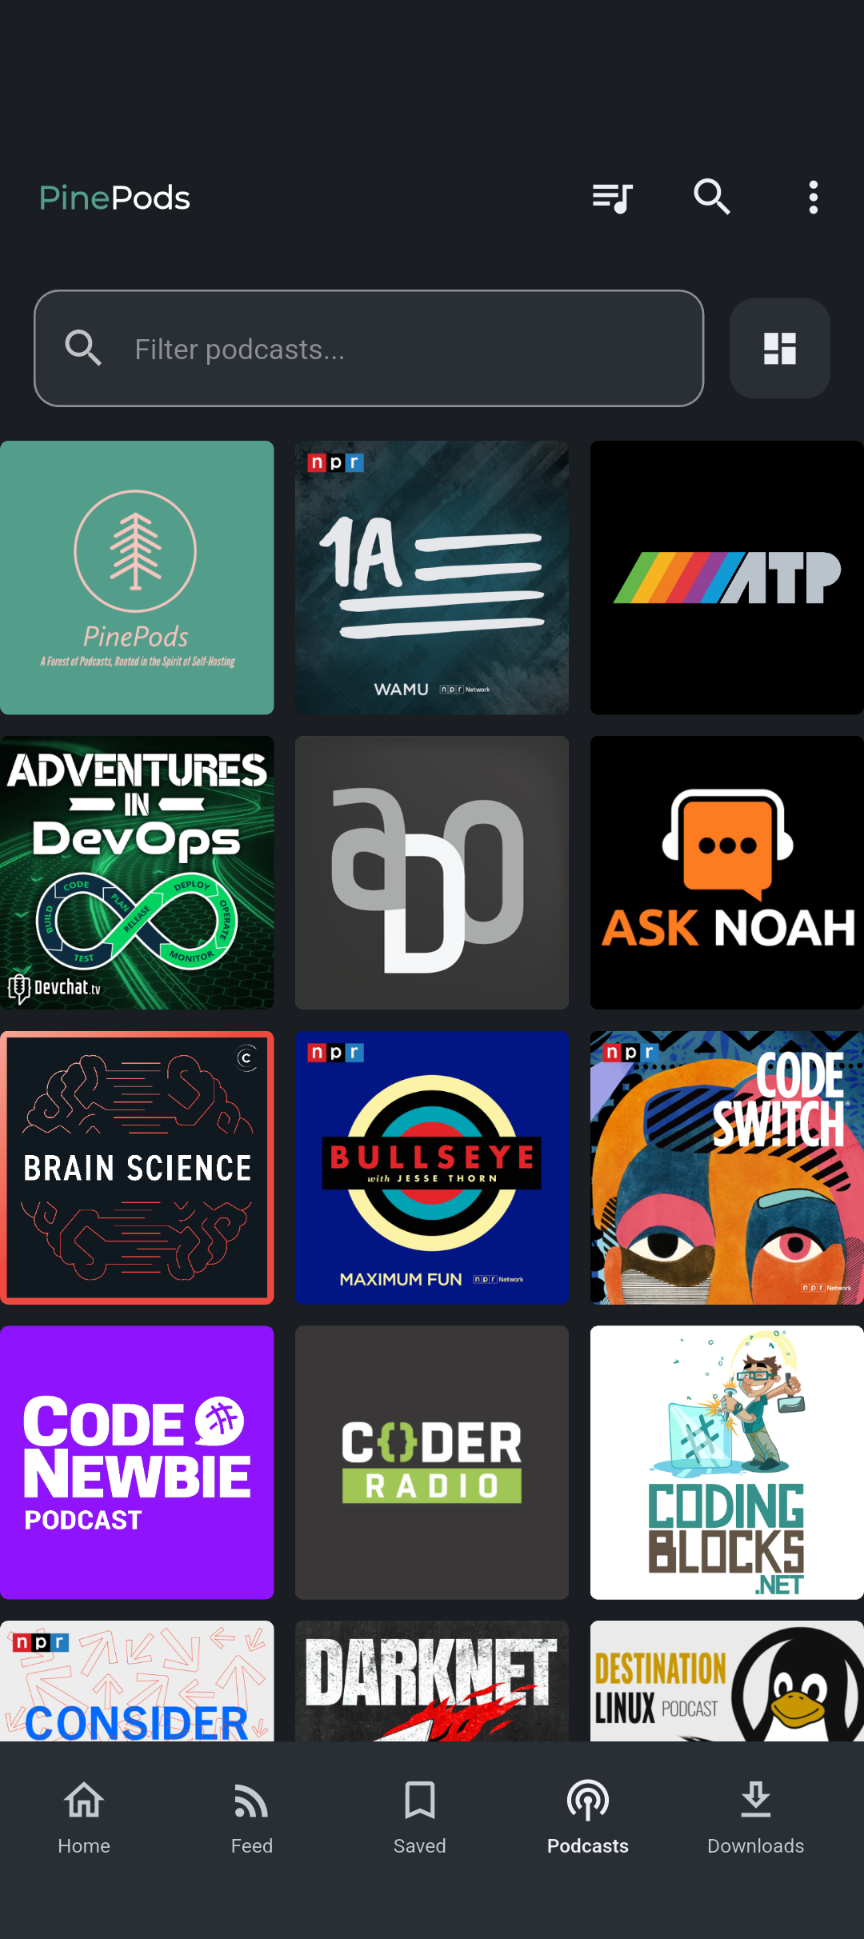 PinePods
Filter podcasts...
PinePods
A Forest of Podcasts, Rooted in the Spirit of Self-Hosting
npr
1A
WAMU npr Network
ATP
ADVENTURES
IN
DevOps
CODE
PLAN
BUILD
TEST
RELEASE
DEPLOY
OPERATE
MONITOR
Devchat.tv
aDO
ASK NOAH
C
BRAIN SCIENCE
npr
BULLSEYE
with JESSE THORN
MAXIMUM FUN npr Network
npr
CODE
SW!TCH
npr Network
CODE
NEWBIE
PODCAST
C{}DER
RADIO
CODING
BLOCKS
.NET
npr
CONSIDER
DARKNET
DESTINATION
LINUX PODCAST
Home
Feed
Saved
Podcasts
Downloads